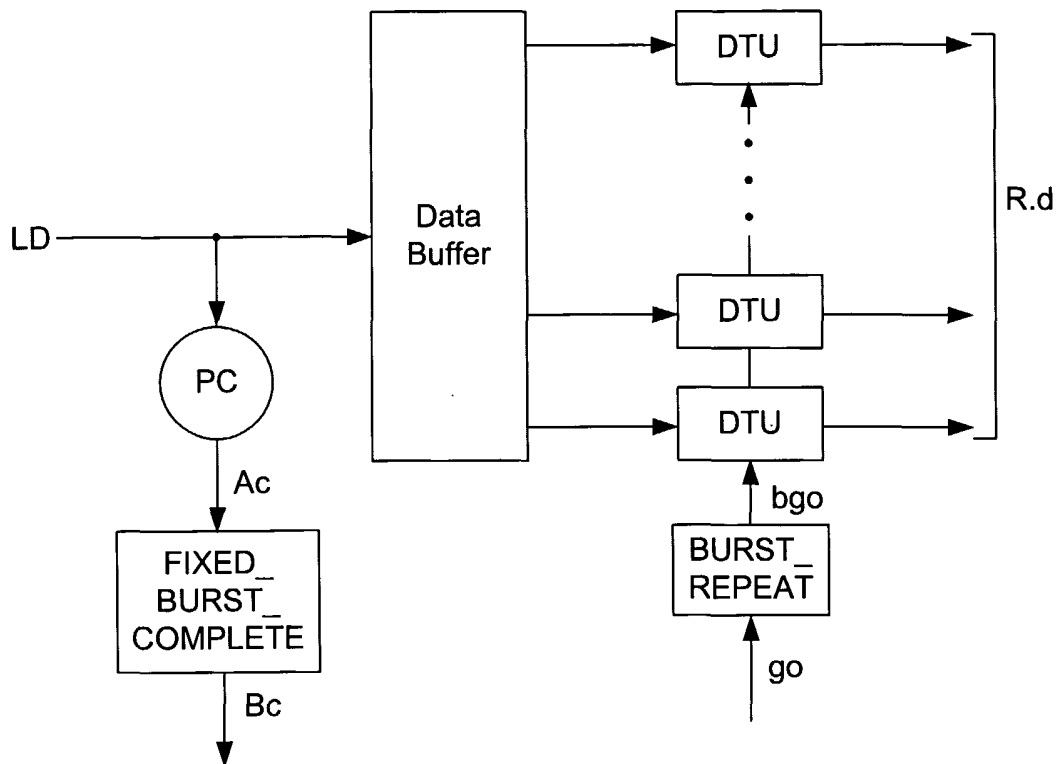 DTU
R.d
LD
Data
Buffer
DTU
PC
DTU
Ac
bgo
FIXED_
BURST_
COMPLETE
BURST_
REPEAT
go
Bc